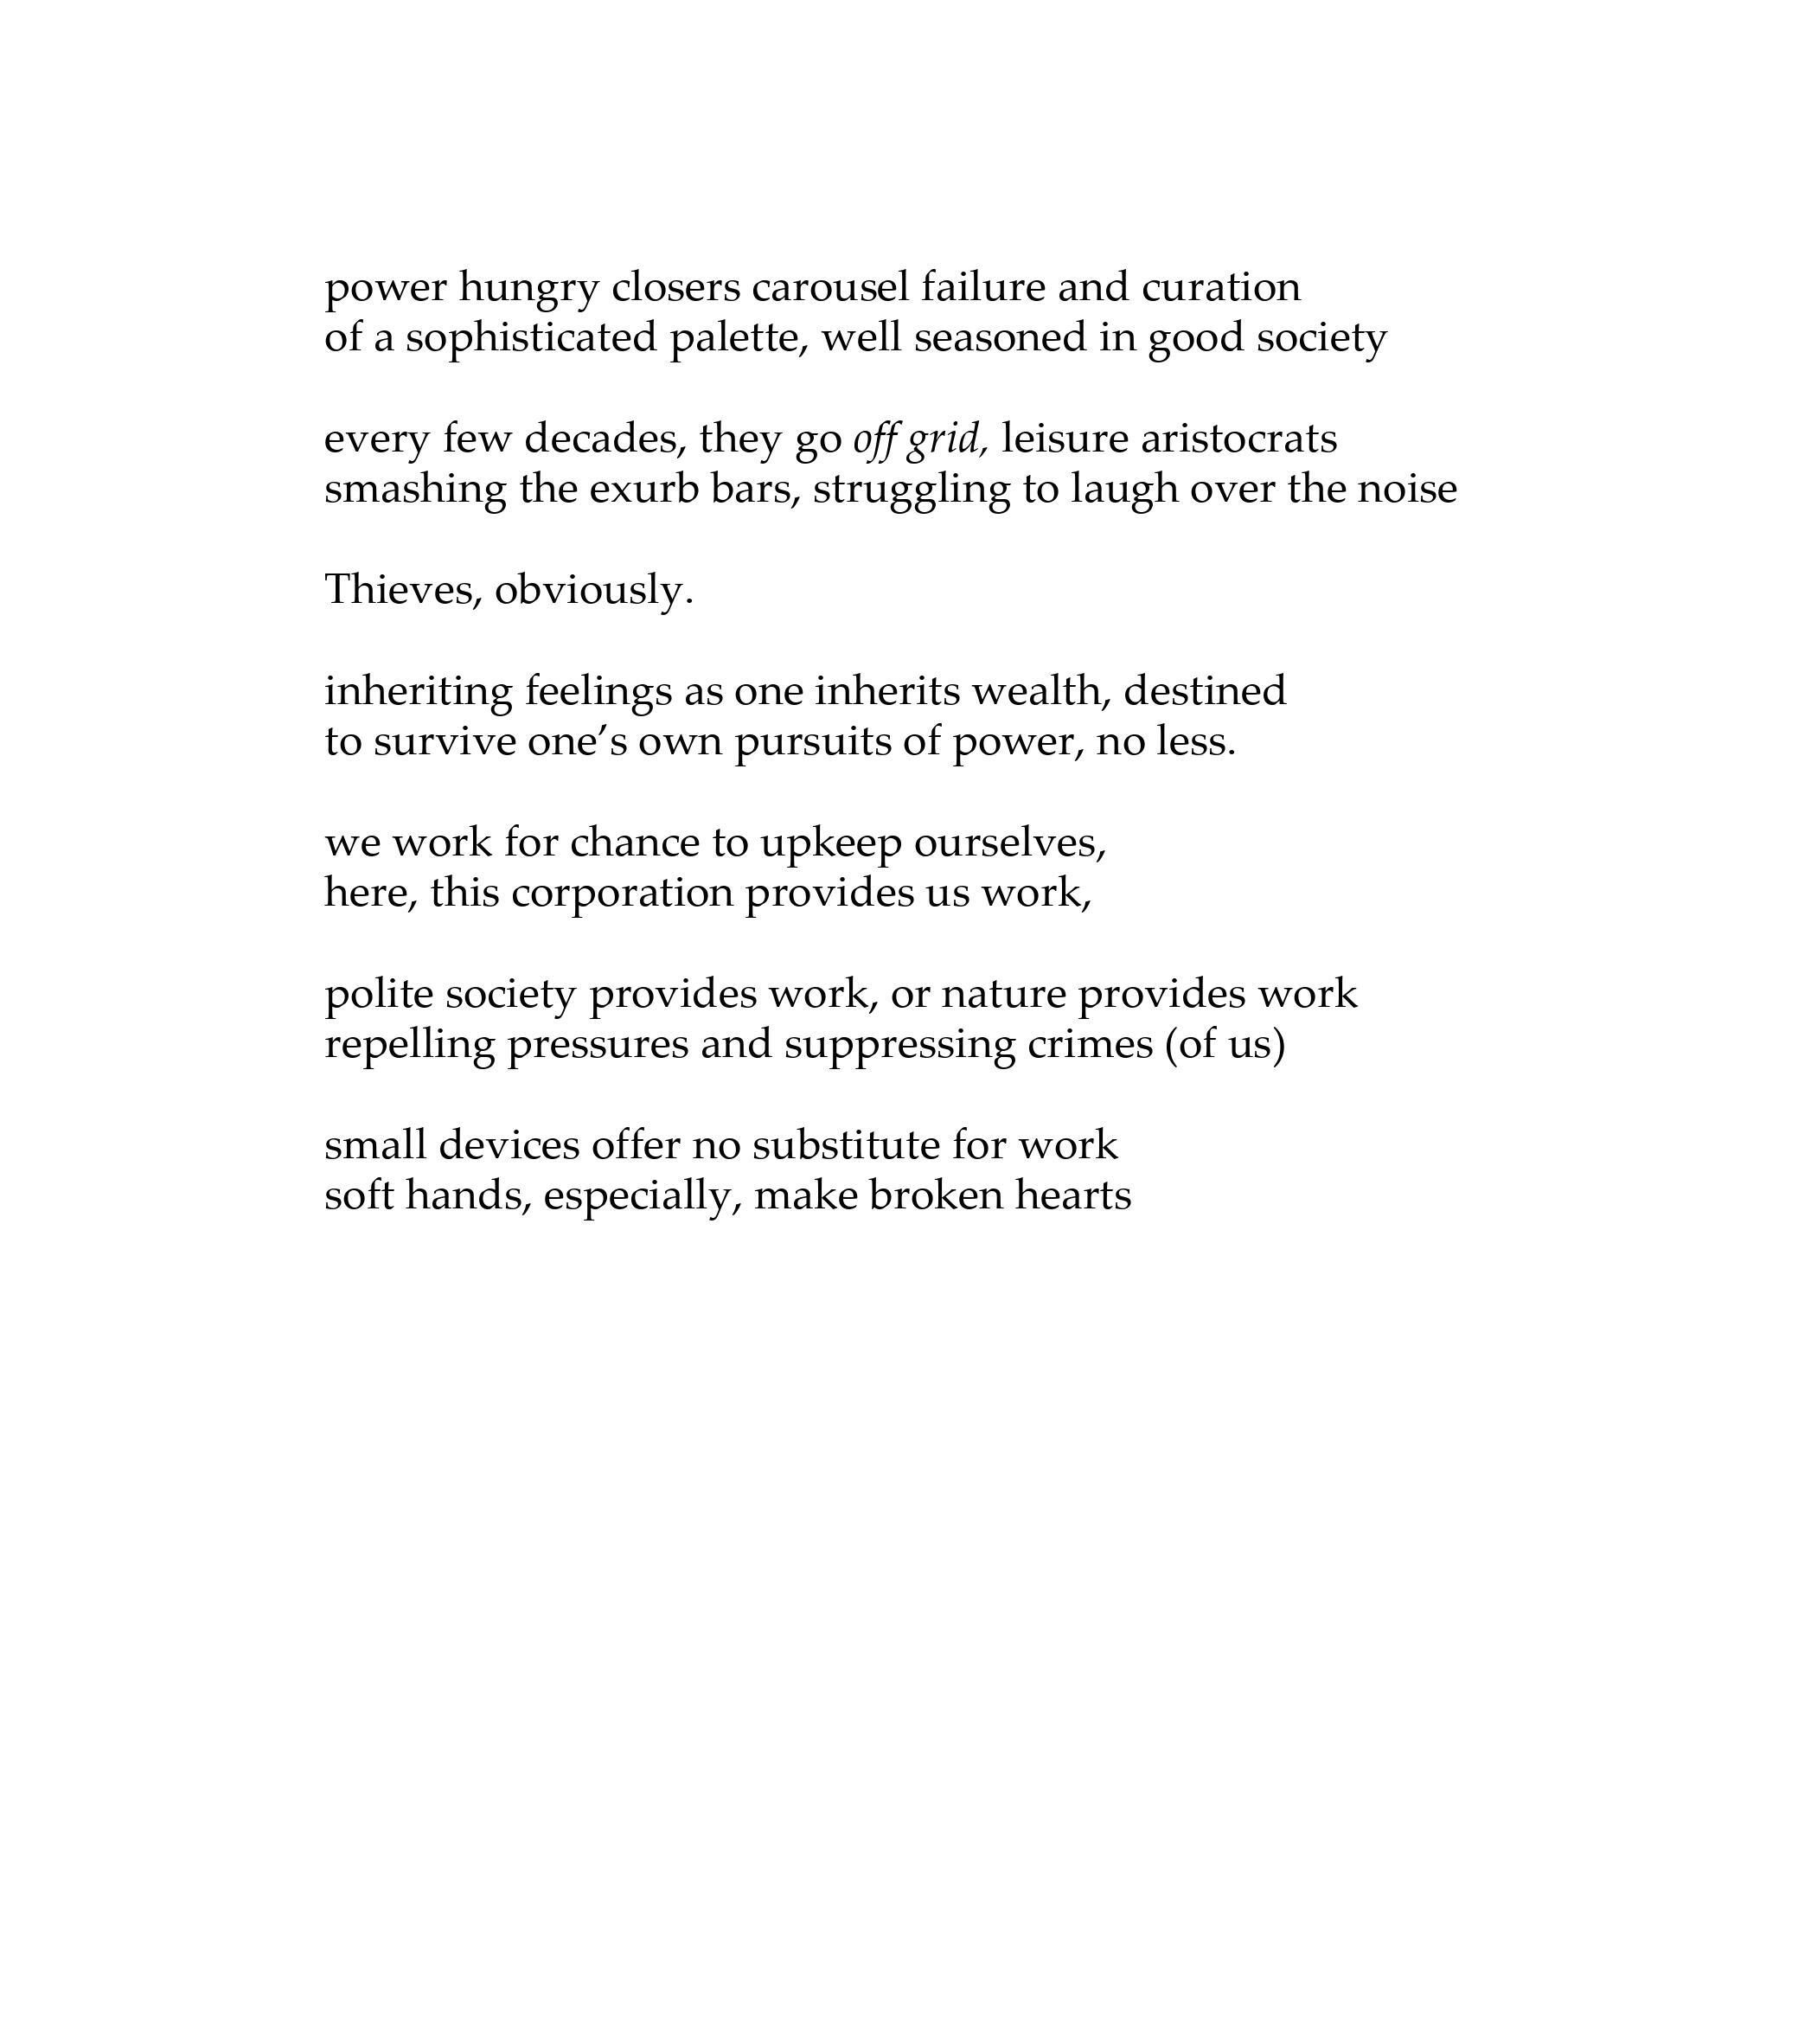 power hungry closers carousel failure and curation
of a sophisticated palette, well seasoned in good society
every few decades, they go off grid, leisure aristocrats
smashing the exurb bars, struggling to laugh over the noise
Thieves, obviously.
inheriting feelings as one inherits wealth, destined
to survive one’s own pursuits of power, no less.
we work for chance to upkeep ourselves,
here, this corporation provides us work,
polite society provides work, or nature provides work
repelling pressures and suppressing crimes (of us)
small devices offer no substitute for work
soft hands, especially, make broken hearts